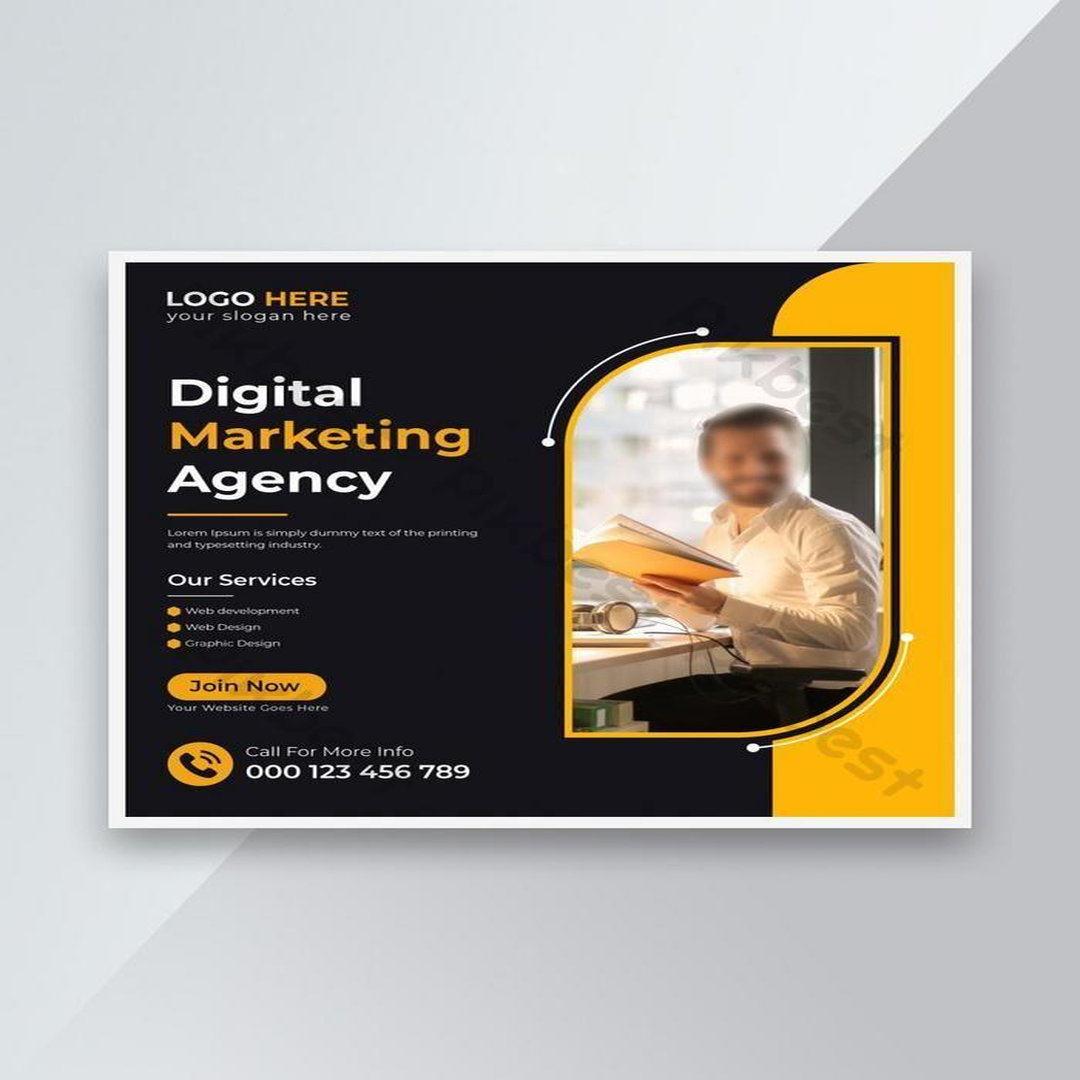 LOGO HERE
your slogan here
Digital
Marketing
Agency
Lorem Ipsum is simply dummy text of the printing
and typesetting industry.
Our Services
Web development
Web Design
Graphic Design
Join Now
Your Website Goes Here
Call For More Info
000 123 456 789
pikbest
pikbest